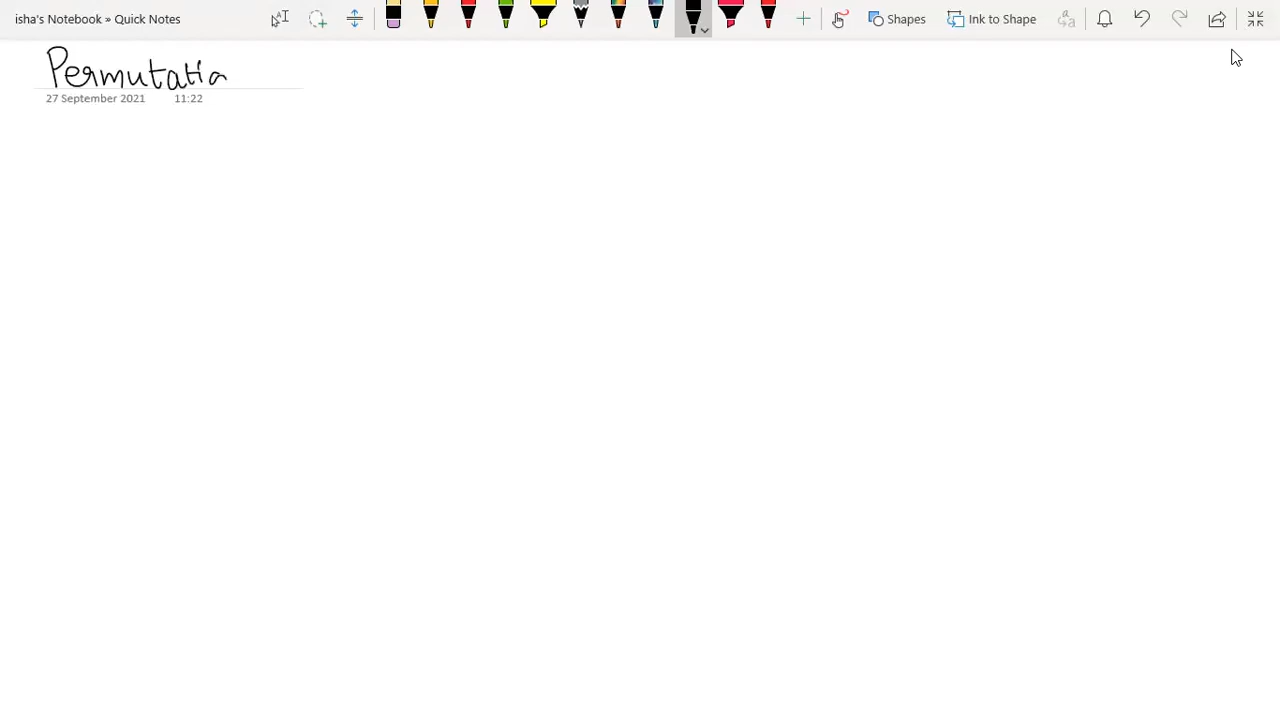 isha's Notebook » Quick Notes
Shapes
Ink to Shape
Permutatio
27 September 2021 11:22